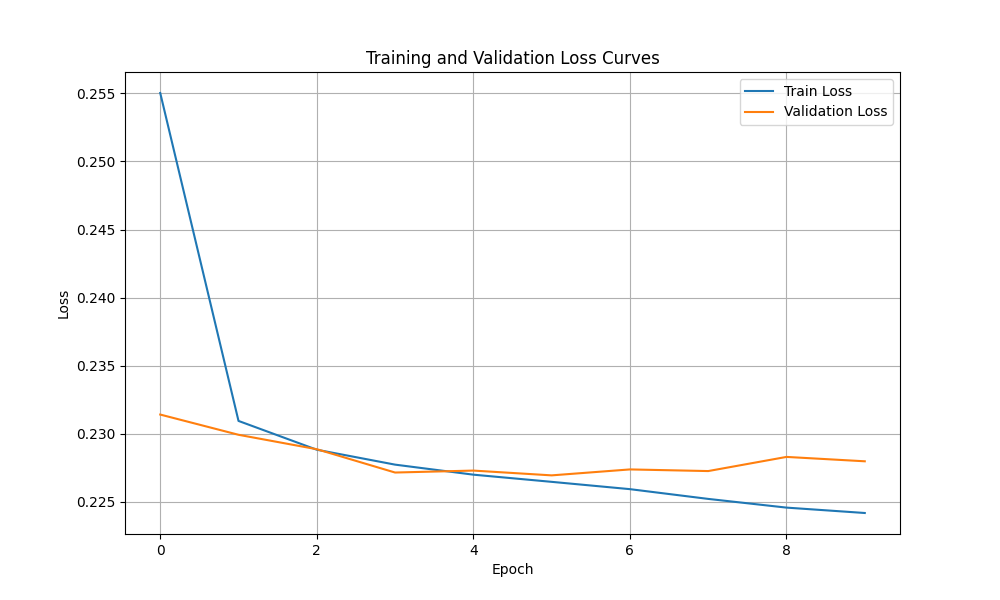 Training and Validation Loss Curves
Train Loss
Validation Loss
0.255
0.250
0.245
0.240
0.235
0.230
0.225
Loss
0 2 4 6 8
Epoch